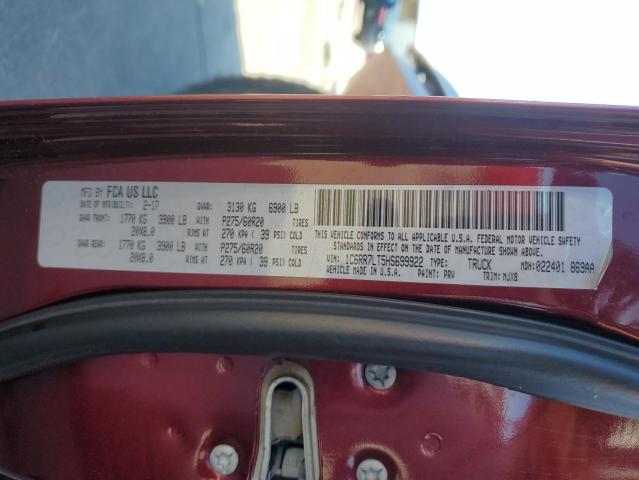 MFD BY FCA US LLC
DATE OF MFR(BUILT): 2-17 GVWR: 3130 KG 6900 LB
GAWR FRONT: 1770 KG 3900 LB WITH P275/60R20 TIRES
20X8.0 RIMS AT 270 KPA ( 39 PSI) COLD
GAWR REAR: 1770 KG 3900 LB WITH P275/60R20 TIRES
20X8.0 RIMS AT 270 KPA ( 39 PSI) COLD
THIS VEHICLE CONFORMS TO ALL APPLICABLE U.S.A. FEDERAL MOTOR VEHICLE SAFETY
STANDARDS IN EFFECT ON THE DATE OF MANUFACTURE SHOWN ABOVE.
VIN: 1C6RR7LT5HS699922 TYPE: TRUCK MDH: 022401 869AA
VEHICLE MADE IN U.S.A. PAINT: PRV TRIM: MJX8